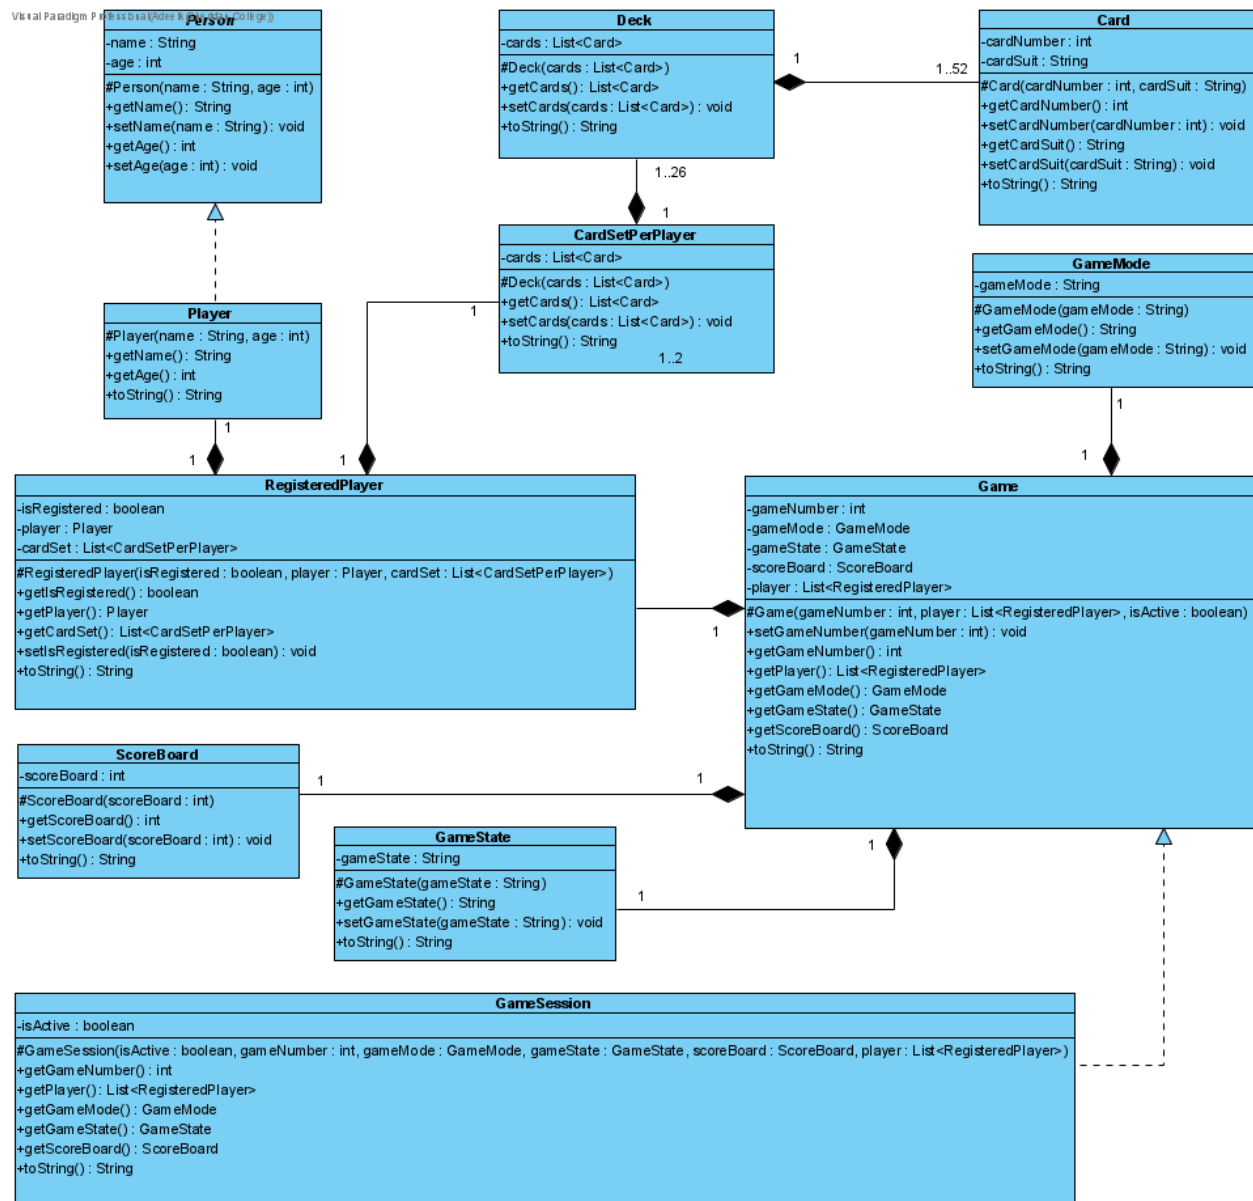 Visual Paradigm Professional
Person
-name : String
-age : int
#Person(name : String, age : int)
+getName() : String
+setName(name : String) : void
+getAge() : int
+setAge(age : int) : void
Deck
-cards : List<Card>
#Deck(cards : List<Card>)
+getCards() : List<Card>
+setCards(cards : List<Card>) : void
+toString() : String
1
1..52
Card
-cardNumber : int
-cardSuit : String
#Card(cardNumber : int, cardSuit : String)
+getCardNumber() : int
+setCardNumber(cardNumber : int) : void
+getCardSuit() : String
+setCardSuit(cardSuit : String) : void
+toString() : String
1..26
1
CardSetPerPlayer
-cards : List<Card>
#Deck(cards : List<Card>)
+getCards() : List<Card>
+setCards(cards : List<Card>) : void
+toString() : String
1..2
1
1
GameMode
-gameMode : String
#GameMode(gameMode : String)
+getGameMode() : String
+setGameMode(gameMode : String) : void
+toString() : String
1
1
Player
#Player(name : String, age : int)
+getName() : String
+getAge() : int
+toString() : String
1
1
RegisteredPlayer
-isRegistered : boolean
-player : Player
-cardSet : List<CardSetPerPlayer>
#RegisteredPlayer(isRegistered : boolean, player : Player, cardSet : List<CardSetPerPlayer>)
+getIsRegistered() : boolean
+getPlayer() : Player
+getCardSet() : List<CardSetPerPlayer>
+setIsRegistered(isRegistered : boolean) : void
+toString() : String
1
Game
-gameNumber : int
-gameMode : GameMode
-gameState : GameState
-scoreBoard : ScoreBoard
-player : List<RegisteredPlayer>
#Game(gameNumber : int, player : List<RegisteredPlayer>, isActive : boolean)
+setGameNumber(gameNumber : int) : void
+getGameNumber() : int
+getPlayer() : List<RegisteredPlayer>
+getGameMode() : GameMode
+getGameState() : GameState
+getScoreBoard() : ScoreBoard
+toString() : String
ScoreBoard
-scoreBoard : int
#ScoreBoard(scoreBoard : int)
+getScoreBoard() : int
+setScoreBoard(scoreBoard : int) : void
+toString() : String
1
1
GameState
-gameState : String
#GameState(gameState : String)
+getGameState() : String
+setGameState(gameState : String) : void
+toString() : String
1
1
GameSession
-isActive : boolean
#GameSession(isActive : boolean, gameNumber : int, gameMode : GameMode, gameState : GameState, scoreBoard : ScoreBoard, player : List<RegisteredPlayer>)
+getGameNumber() : int
+getPlayer() : List<RegisteredPlayer>
+getGameMode() : GameMode
+getGameState() : GameState
+getScoreBoard() : ScoreBoard
+toString() : String